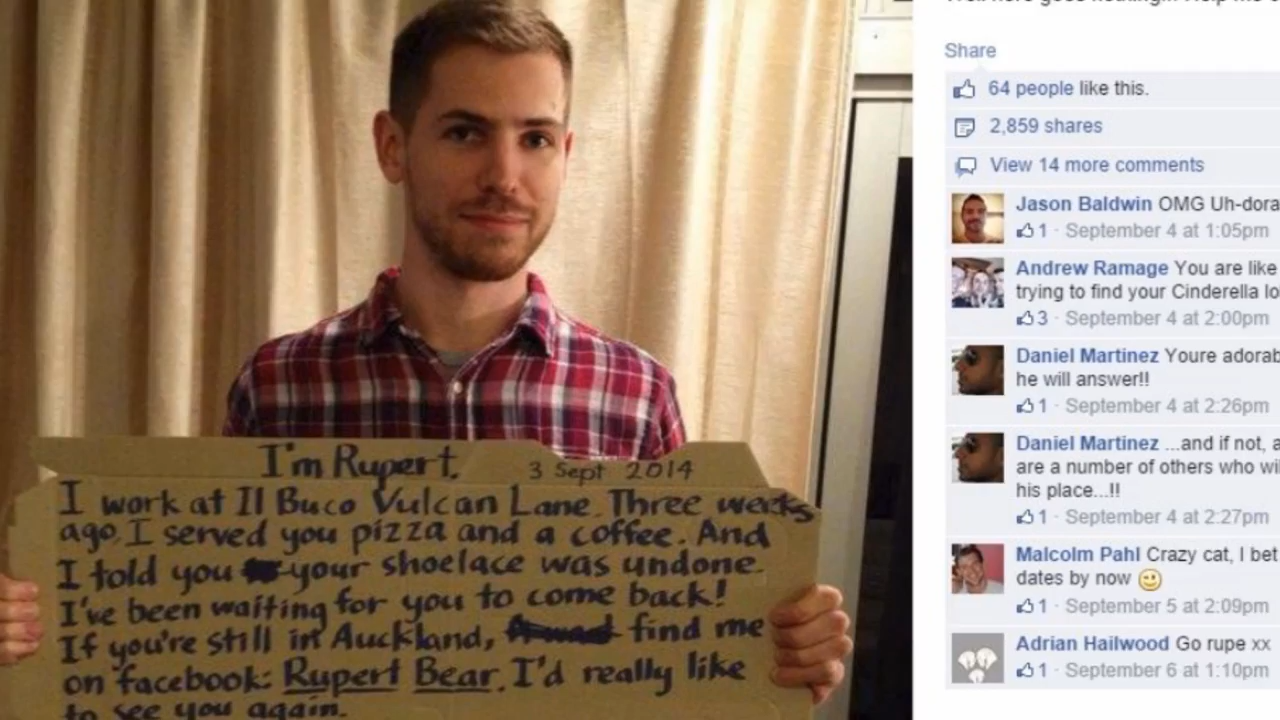 I'm Rupert. 3 Sept 2014
I work at Il Buco Vulcan Lane. Three weeks
ago I served you pizza and a coffee. And
I told you your shoelace was undone.
I've been waiting for you to come back!
If you're still in Auckland, find me
on facebook: Rupert Bear. I'd really like
to see you again.
Share
64 people like this.
2,859 shares
View 14 more comments
Jason Baldwin OMG Uh-dora
1 · September 4 at 1:05pm
Andrew Ramage You are like
trying to find your Cinderella lo
3 · September 4 at 2:00pm
Daniel Martinez Youre adorab
he will answer!!
1 · September 4 at 2:26pm
Daniel Martinez ...and if not, a
are a number of others who wil
his place...!!
1 · September 4 at 2:27pm
Malcolm Pahl Crazy cat, I bet
dates by now
1 · September 5 at 2:09pm
Adrian Hailwood Go rupe xx
1 · September 6 at 1:10pm